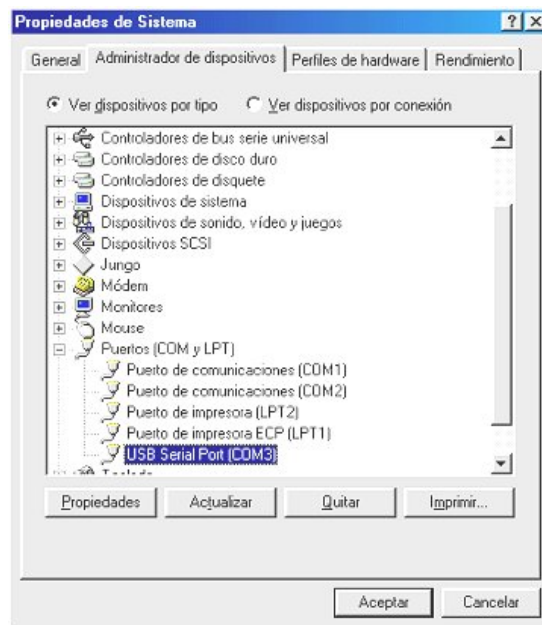 Propiedades de Sistema
General Administrador de dispositivos Perfiles de hardware Rendimiento
Ver dispositivos por tipo Ver dispositivos por conexión
Controladores de bus serie universal
Controladores de disco duro
Controladores de disquete
Dispositivos de sistema
Dispositivos de sonido, vídeo y juegos
Dispositivos SCSI
Jungo
Módem
Monitores
Mouse
Puertos (COM y LPT)
Puerto de comunicaciones (COM1)
Puerto de comunicaciones (COM2)
Puerto de impresora (LPT2)
Puerto de impresora ECP (LPT1)
USB Serial Port (COM3)
Propiedades Actualizar Quitar Imprimir...
Aceptar Cancelar